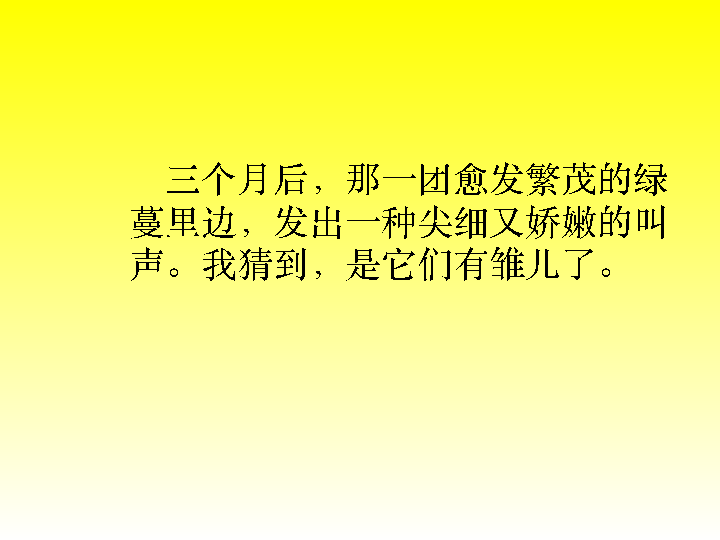 三个月后，那一团愈发繁茂的绿
蔓里边，发出一种尖细又娇嫩的叫
声。我猜到，是它们有雏儿了。